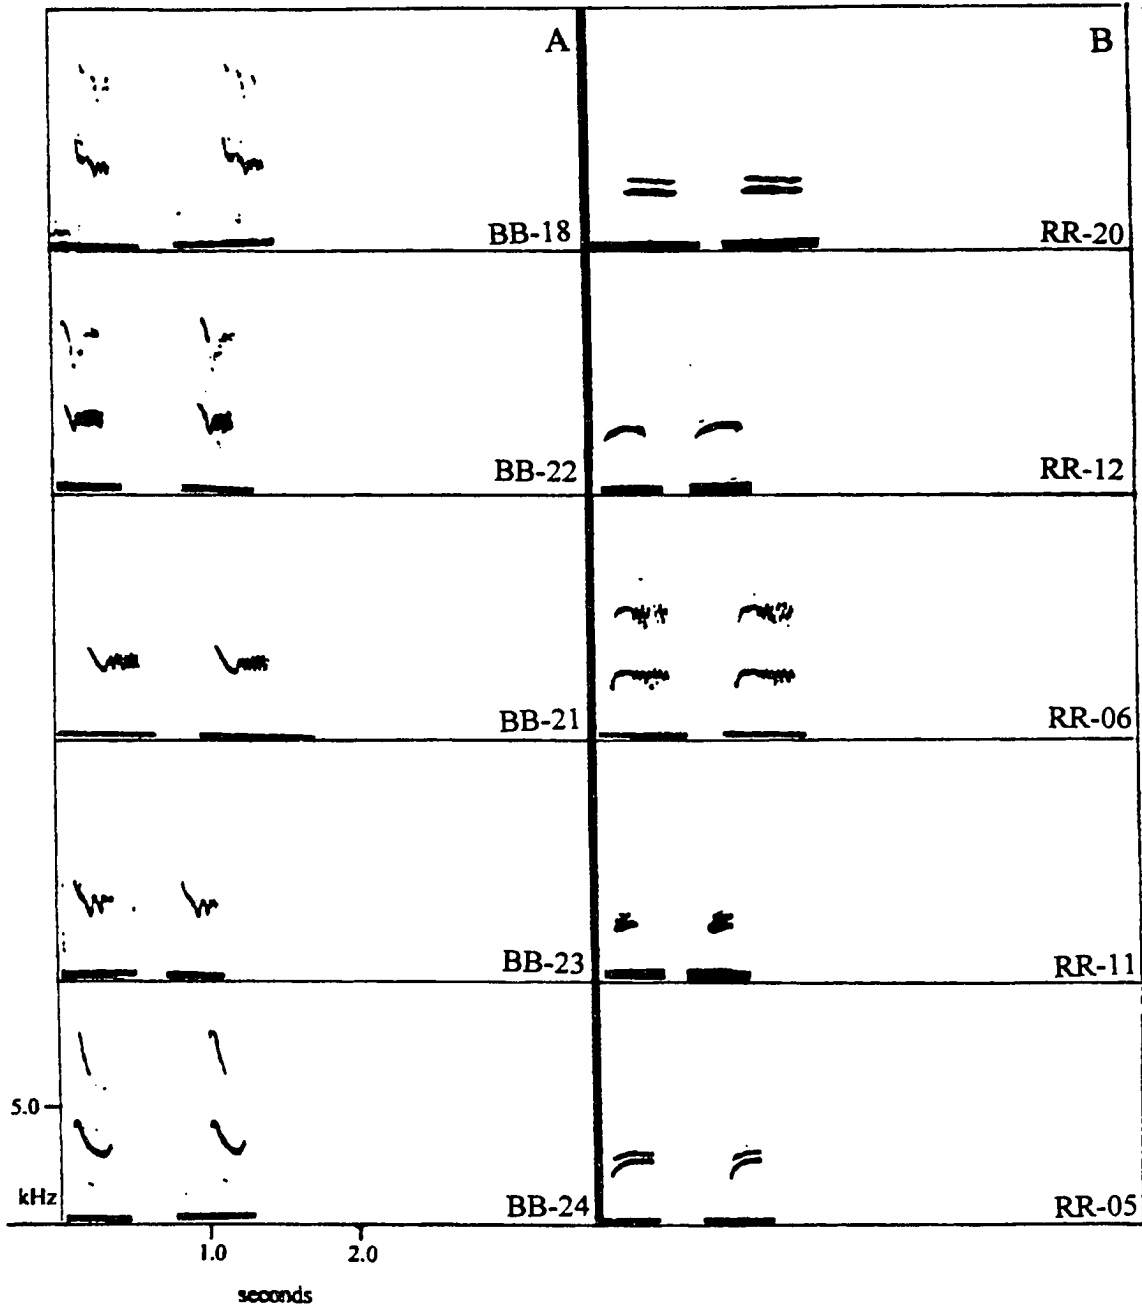 A
B
BB-18
RR-20
BB-22
RR-12
BB-21
RR-06
BB-23
RR-11
5.0
kHz
BB-24
RR-05
1.0
2.0
seconds